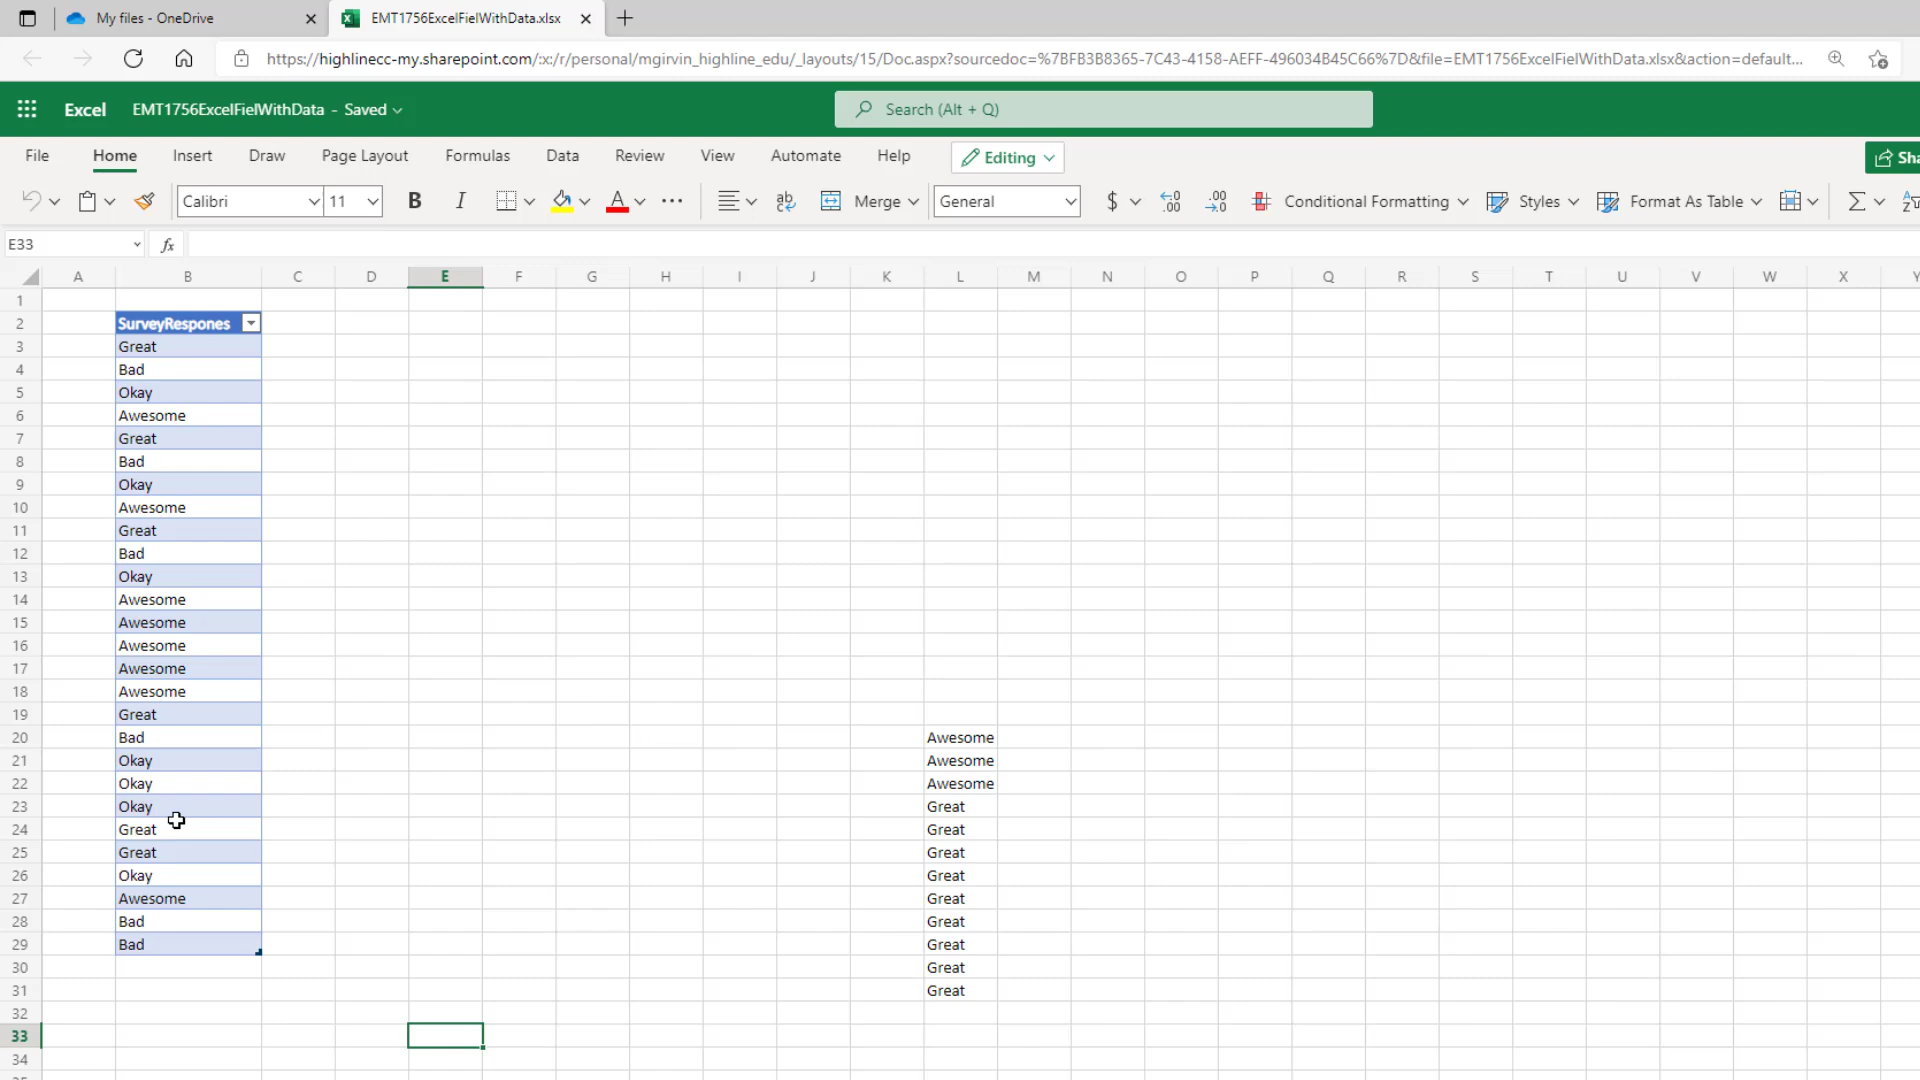 My files - OneDrive
EMT1756ExcelFielWithData.xlsx
https://highlinecc-my.sharepoint.com/:x:/r/personal/mgirvin_highline_edu/_layouts/15/Doc.aspx?sourcedoc=%7BFB3B8365-7C43-4158-AEFF-496034B45C66%7D&file=EMT1756ExcelFielWithData.xlsx&action=default...
Excel EMT1756ExcelFielWithData - Saved Search (Alt + Q)
File Home Insert Draw Page Layout Formulas Data Review View Automate Help Editing Sha
Calibri 11 B I A ab Merge General $ Conditional Formatting Styles Format As Table Σ
E33 fx
A B C D E F G H I J K L M N O P Q R S T U V W X Y
1
2 SurveyRespones
3 Great
4 Bad
5 Okay
6 Awesome
7 Great
8 Bad
9 Okay
10 Awesome
11 Great
12 Bad
13 Okay
14 Awesome
15 Awesome
16 Awesome
17 Awesome
18 Awesome
19 Great
20 Bad Awesome
21 Okay Awesome
22 Okay Awesome
23 Okay Great
24 Great Great
25 Great Great
26 Okay Great
27 Awesome Great
28 Bad Great
29 Bad Great
30 Great
31 Great
32
33
34